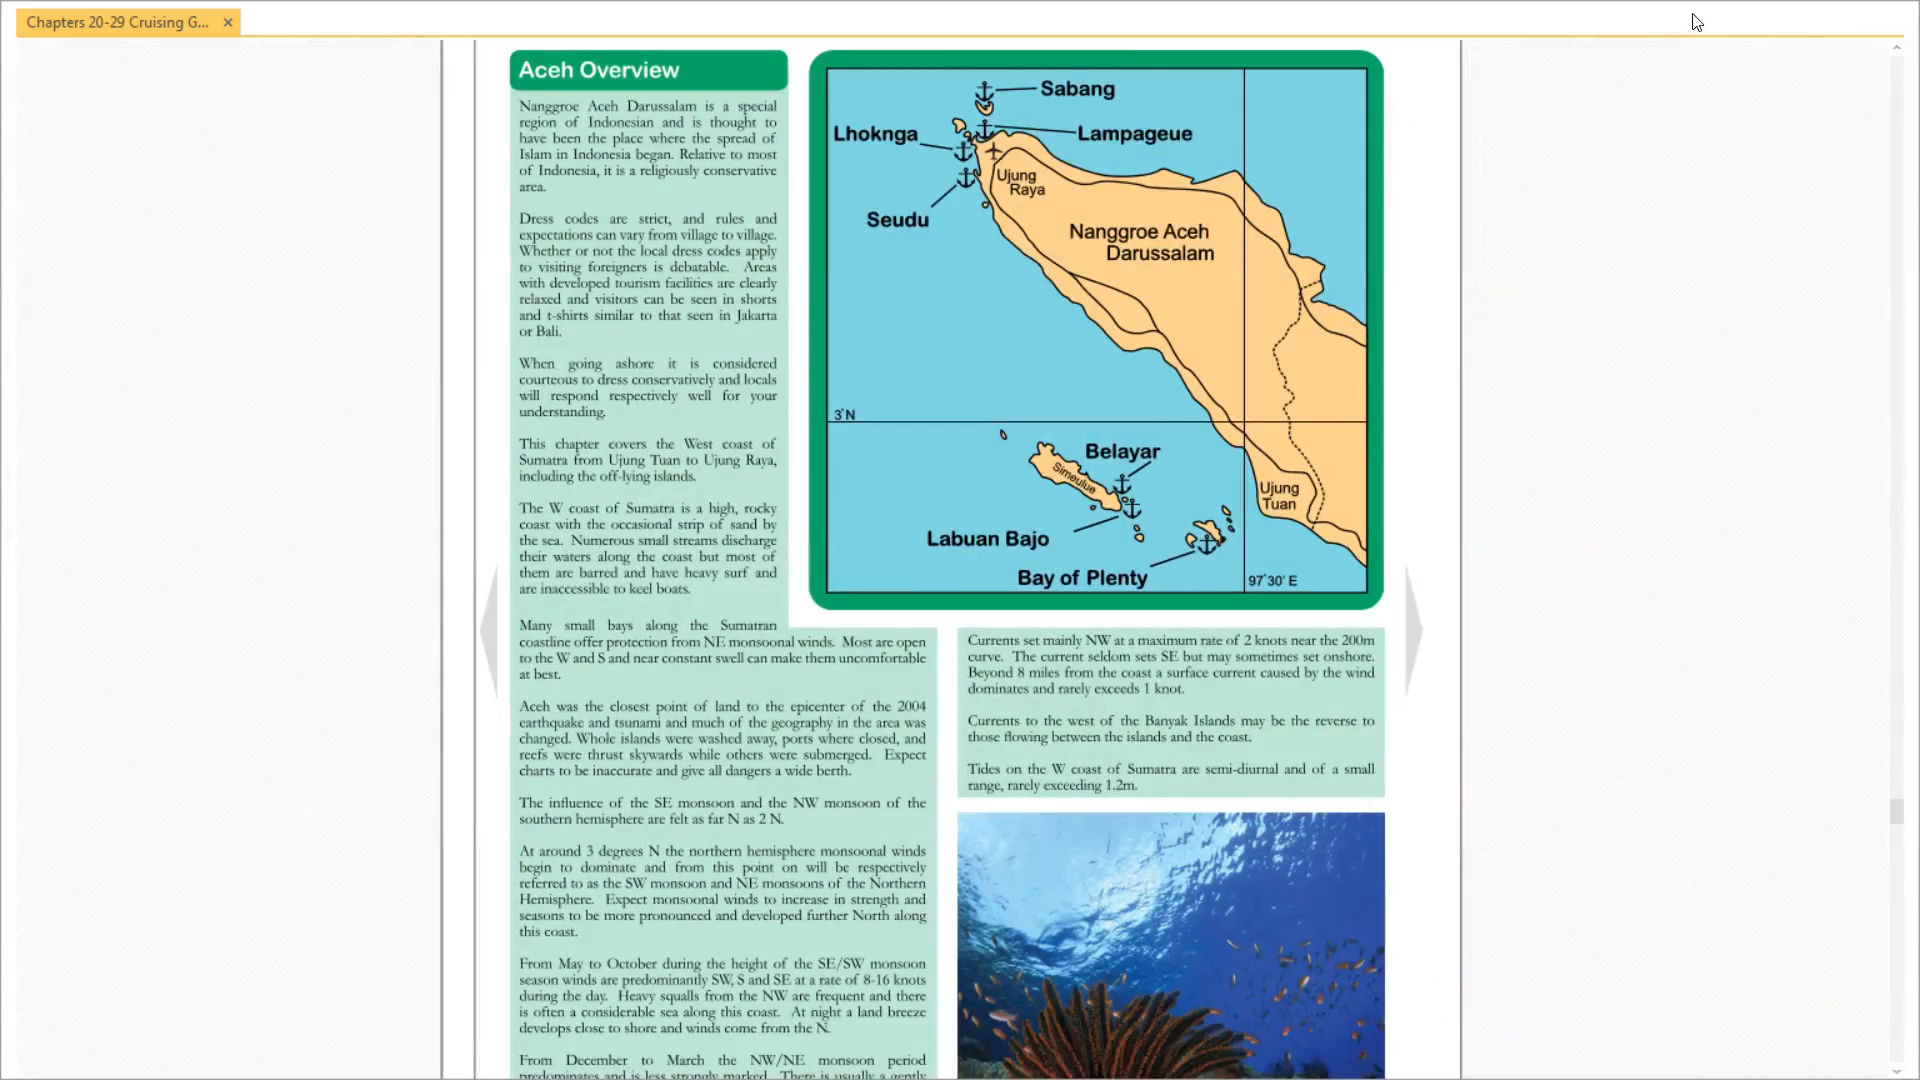 Chapters 20-29 Cruising G...
Aceh Overview
Nanggroe Aceh Darussalam is a special
region of Indonesian and is thought to
have been the place where the spread of
Islam in Indonesia began. Relative to most
of Indonesia, it is a religiously conservative
area.
Dress codes are strict, and rules and
expectations can vary from village to village.
Whether or not the local dress codes apply
to visiting foreigners is debatable. Areas
with developed tourism facilities are clearly
relaxed and visitors can be seen in shorts
and t-shirts similar to that seen in Jakarta
or Bali.
When going ashore it is considered
courteous to dress conservatively and locals
will respond respectively well for your
understanding.
This chapter covers the West coast of
Sumatra from Ujung Tuan to Ujung Raya,
including the off-lying islands.
The W coast of Sumatra is a high, rocky
coast with the occasional strip of sand by
the sea. Numerous small streams discharge
their waters along the coast but most of
them are barred and have heavy surf and
are inaccessible to keel boats.
Many small bays along the Sumatran
coastline offer protection from NE monsoonal winds. Most are open
to the W and S and near constant swell can make them uncomfortable
at best.
Aceh was the closest point of land to the epicenter of the 2004
earthquake and tsunami and much of the geography in the area was
changed. Whole islands were washed away, ports where closed, and
reefs were thrust skywards while others were submerged. Expect
charts to be inaccurate and give all dangers a wide berth.
The influence of the SE monsoon and the NW monsoon of the
southern hemisphere are felt as far N as 2 N.
At around 3 degrees N the northern hemisphere monsoonal winds
begin to dominate and from this point on will be respectively
referred to as the SW monsoon and NE monsoons of the Northern
Hemisphere. Expect monsoonal winds to increase in strength and
seasons to be more pronounced and developed further North along
this coast.
From May to October during the height of the SE/SW monsoon
season winds are predominantly SW, S and SE at a rate of 8-16 knots
during the day. Heavy squalls from the NW are frequent and there
is often a considerable sea along this coast. At night a land breeze
develops close to shore and winds come from the N.
From December to March the NW/NE monsoon period
predominates and is less strongly marked. There is usually a gently
Sabang
Lhoknga
Lampageue
Ujung
Raya
Seudu
Nanggroe Aceh
Darussalam
3°N
Belayar
Simeulue
Ujung
Tuan
Labuan Bajo
Bay of Plenty
97°30' E
Currents set mainly NW at a maximum rate of 2 knots near the 200m
curve. The current seldom sets SE but may sometimes set onshore.
Beyond 8 miles from the coast a surface current caused by the wind
dominates and rarely exceeds 1 knot.
Currents to the west of the Banyak Islands may be the reverse to
those flowing between the islands and the coast.
Tides on the W coast of Sumatra are semi-diurnal and of a small
range, rarely exceeding 1.2m.